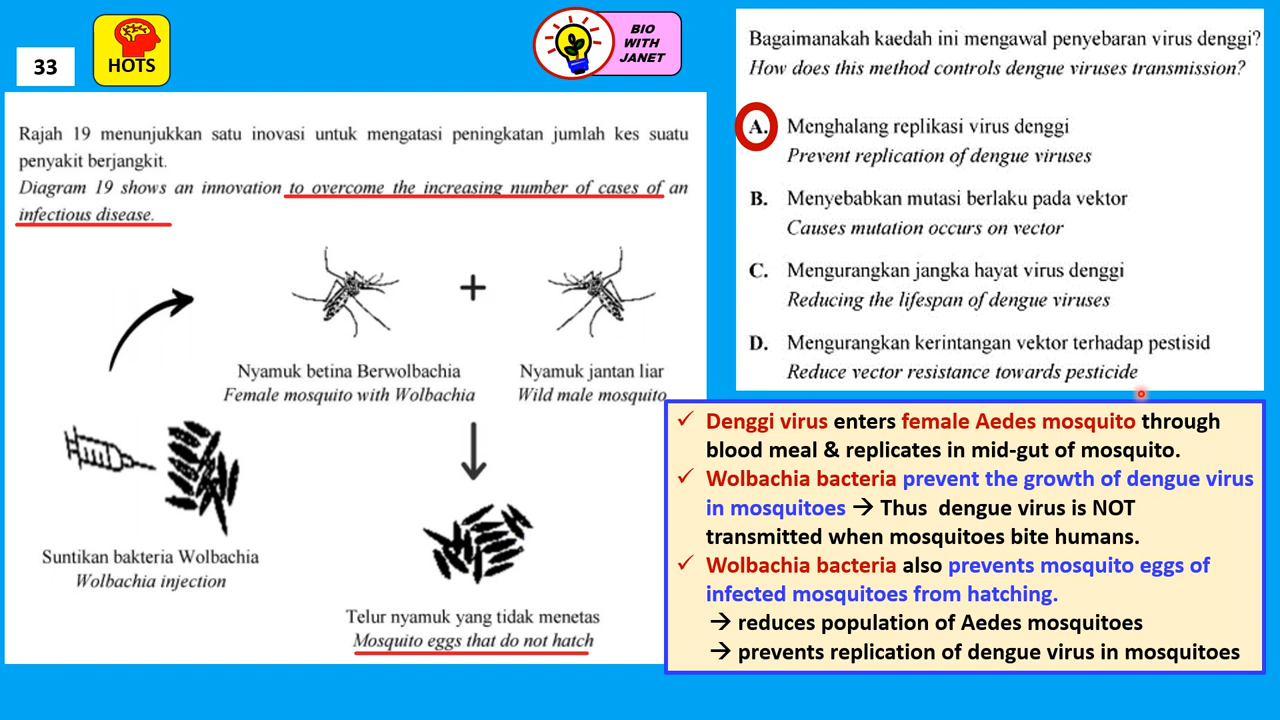 33
HOTS
BIO
WITH
JANET
Rajah 19 menunjukkan satu inovasi untuk mengatasi peningkatan jumlah kes suatu
penyakit berjangkit.
Diagram 19 shows an innovation to overcome the increasing number of cases of an
infectious disease.
+
Nyamuk betina Berwolbachia
Female mosquito with Wolbachia
Nyamuk jantan liar
Wild male mosquito
Suntikan bakteria Wolbachia
Wolbachia injection
Telur nyamuk yang tidak menetas
Mosquito eggs that do not hatch
Bagaimanakah kaedah ini mengawal penyebaran virus denggi?
How does this method controls dengue viruses transmission?
A. Menghalang replikasi virus denggi
Prevent replication of dengue viruses
B. Menyebabkan mutasi berlaku pada vektor
Causes mutation occurs on vector
C. Mengurangkan jangka hayat virus denggi
Reducing the lifespan of dengue viruses
D. Mengurangkan kerintangan vektor terhadap pestisid
Reduce vector resistance towards pesticide
✓ Denggi virus enters female Aedes mosquito through
blood meal & replicates in mid-gut of mosquito.
✓ Wolbachia bacteria prevent the growth of dengue virus
in mosquitoes → Thus dengue virus is NOT
transmitted when mosquitoes bite humans.
✓ Wolbachia bacteria also prevents mosquito eggs of
infected mosquitoes from hatching.
→ reduces population of Aedes mosquitoes
→ prevents replication of dengue virus in mosquitoes